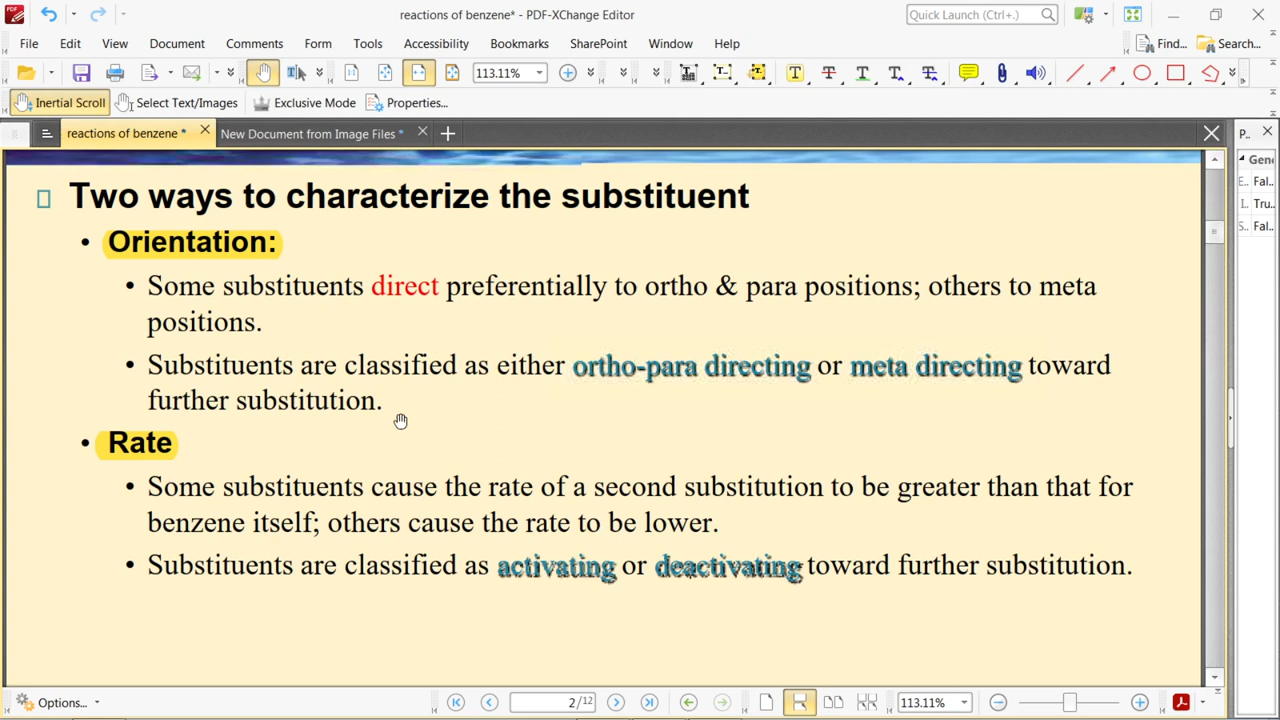 reactions of benzene* - PDF-XChange Editor
Quick Launch (Ctrl+.)
File Edit View Document Comments Form Tools Accessibility Bookmarks SharePoint Window Help
Find... Search...
113.11%
Inertial Scroll Select Text/Images Exclusive Mode Properties...
reactions of benzene * New Document from Image Files * P..
Two ways to characterize the substituent
• Orientation:
• Some substituents direct preferentially to ortho & para positions; others to meta
positions.
• Substituents are classified as either ortho-para directing or meta directing toward
further substitution.
• Rate
• Some substituents cause the rate of a second substitution to be greater than that for
benzene itself; others cause the rate to be lower.
• Substituents are classified as activating or deactivating toward further substitution.
Gene
E.. Fal..
I.. Tru..
S.. Fal..
Options... 2/12 113.11%